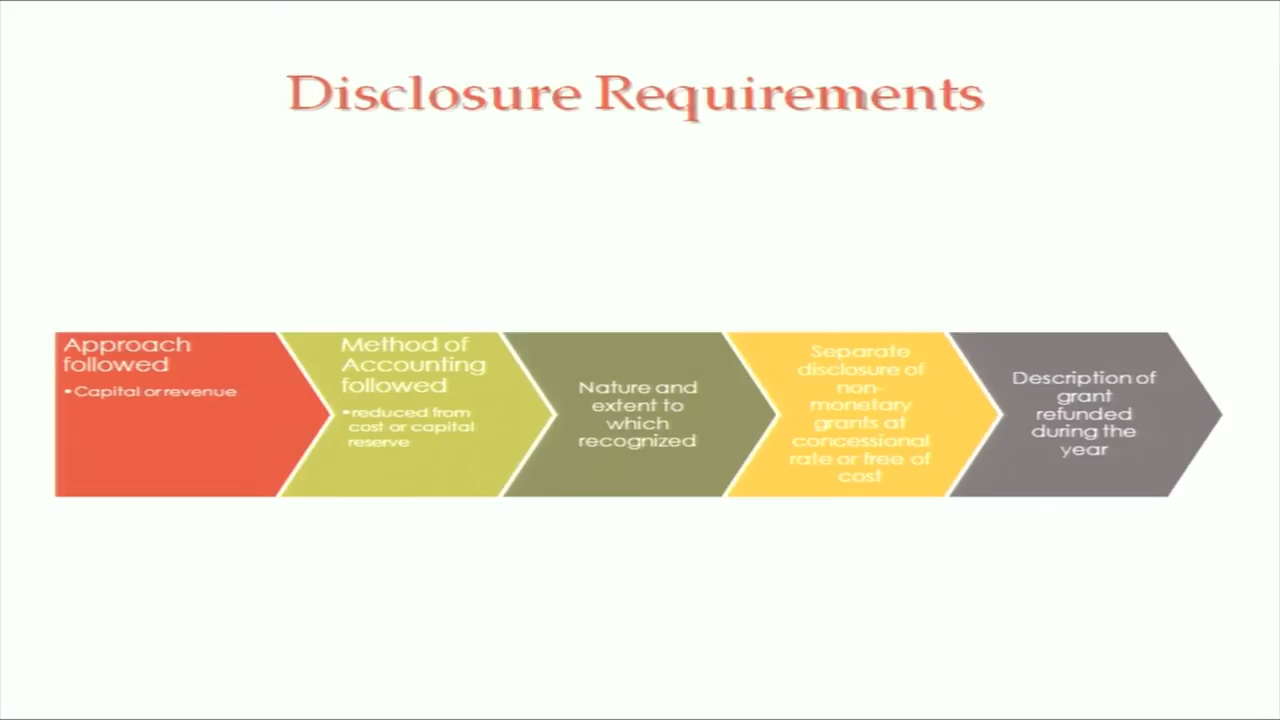 Disclosure Requirements
Approach
followed
• Capital or revenue
Method of
Accounting
followed
• reduced from
cost or capital
reserve
Nature and
extent to
which
recognized
Separate
disclosure of
non-
monetary
grants at
concessional
rate or free of
cost
Description of
grant
refunded
during the
year